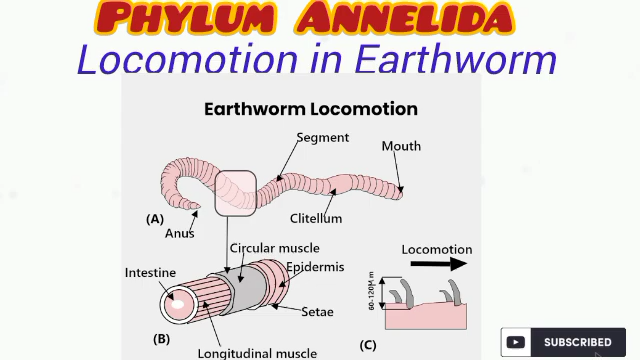 PHYLUM ANNELIDA
Locomotion in Earthworm
Earthworm Locomotion
Segment
Mouth
Clitellum
(A)
Anus
Circular muscle
Locomotion
Epidermis
Intestine
Setae
(B)
Longitudinal muscle
(C)
SUBSCRIBED